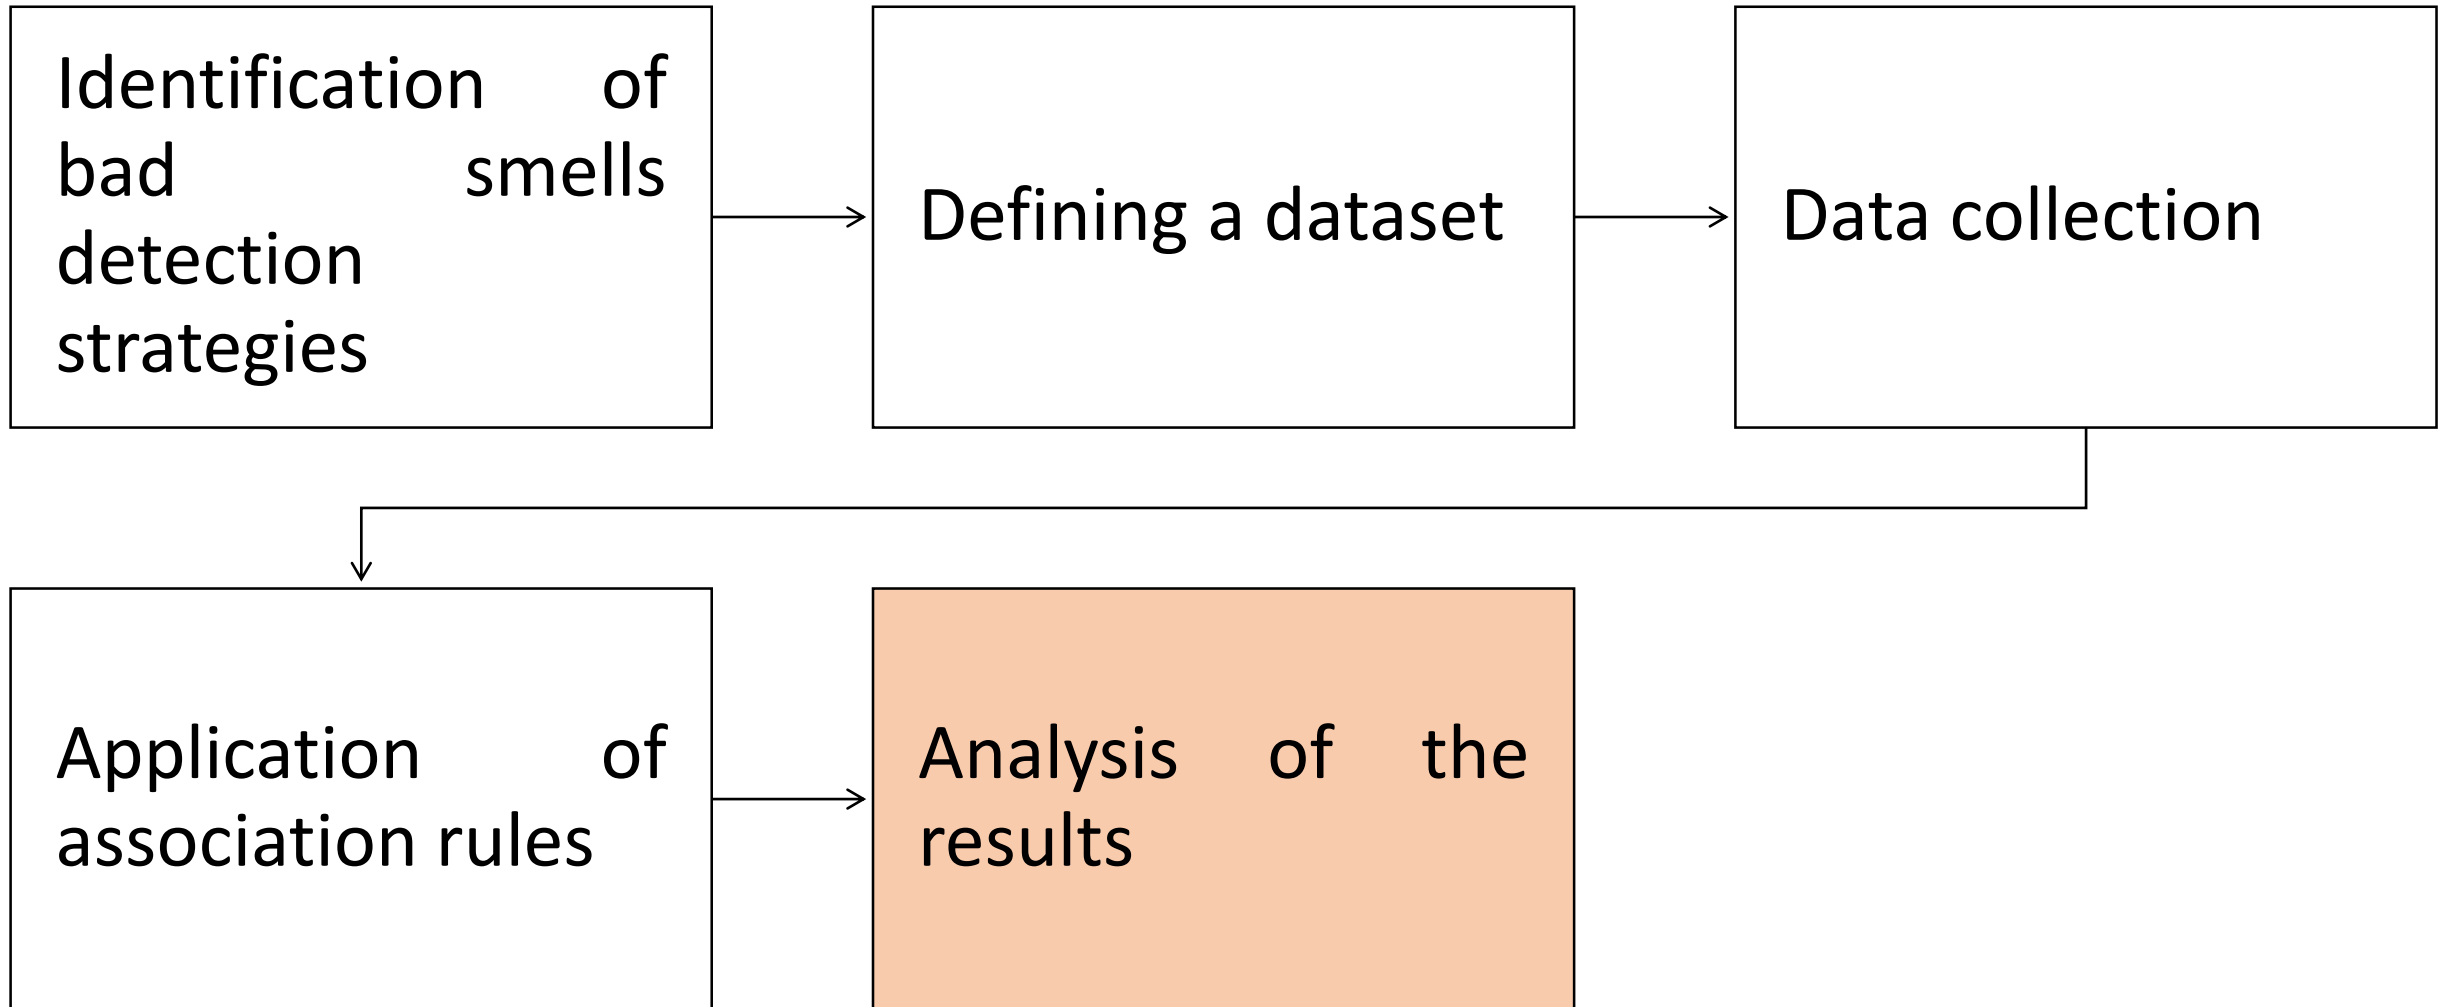 Identification of
bad smells
detection
strategies
Defining a dataset
Data collection
Application of
association rules
Analysis of the
results